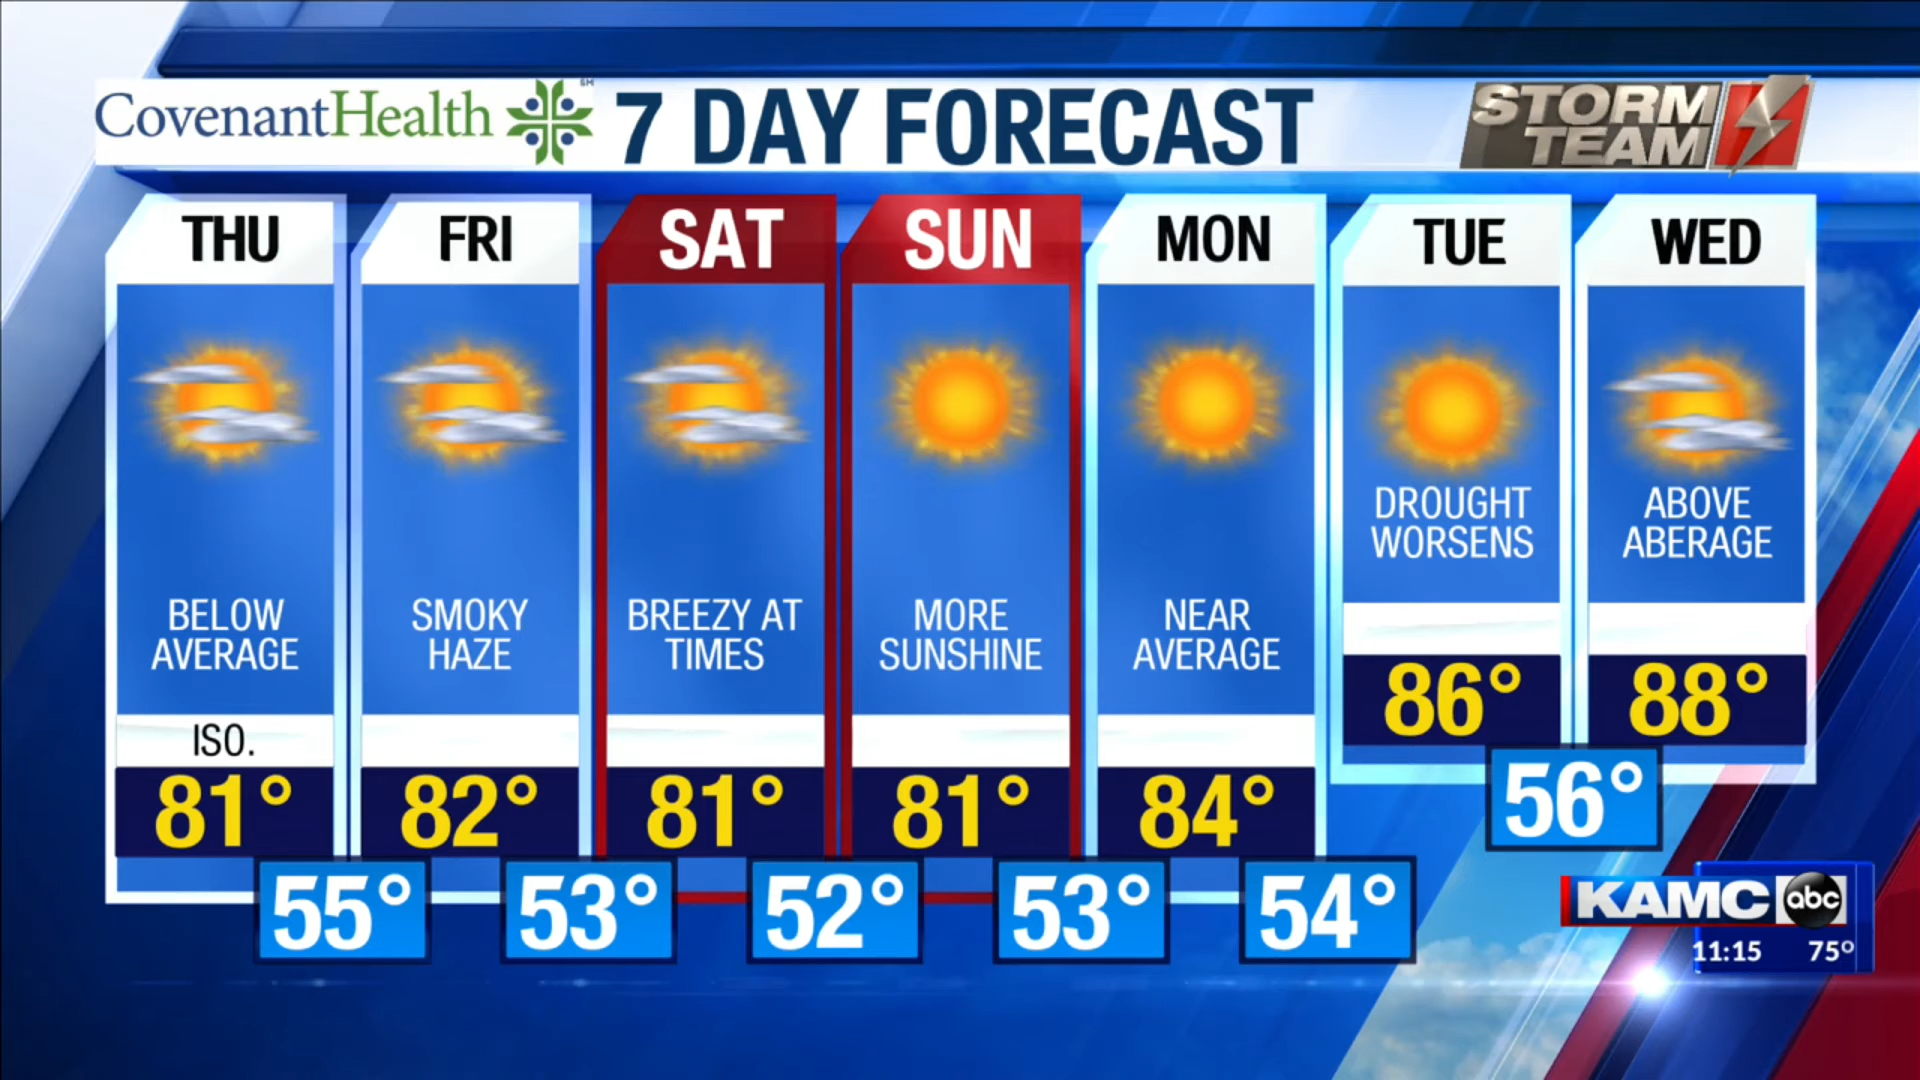 CovenantHealth SM 7 DAY FORECAST
STORM
TEAM
THU
FRI
SAT
SUN
MON
TUE
WED
BELOW
AVERAGE
SMOKY
HAZE
BREEZY AT
TIMES
MORE
SUNSHINE
NEAR
AVERAGE
DROUGHT
WORSENS
ABOVE
ABERAGE
ISO.
81°
82°
81°
81°
84°
86°
88°
55°
53°
52°
53°
54°
56°
KAMC abc
11:15 75°